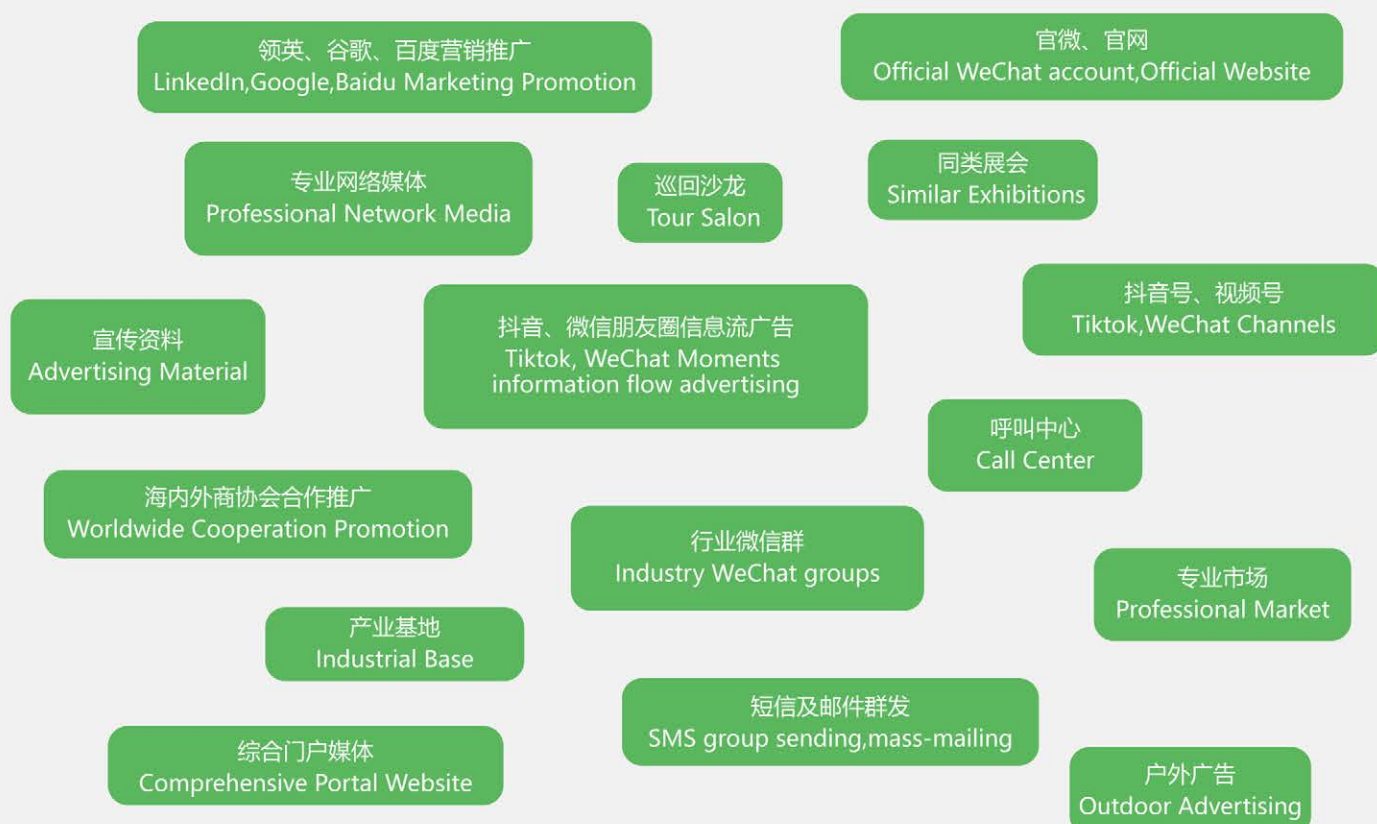 领英、谷歌、百度营销推广
LinkedIn,Google,Baidu Marketing Promotion
官微、官网
Official WeChat account,Official Website
专业网络媒体
Professional Network Media
巡回沙龙
Tour Salon
同类展会
Similar Exhibitions
宣传资料
Advertising Material
抖音、微信朋友圈信息流广告
Tiktok, WeChat Moments
information flow advertising
抖音号、视频号
Tiktok,WeChat Channels
呼叫中心
Call Center
海内外商协会合作推广
Worldwide Cooperation Promotion
行业微信群
Industry WeChat groups
专业市场
Professional Market
产业基地
Industrial Base
短信及邮件群发
SMS group sending,mass-mailing
综合门户媒体
Comprehensive Portal Website
户外广告
Outdoor Advertising